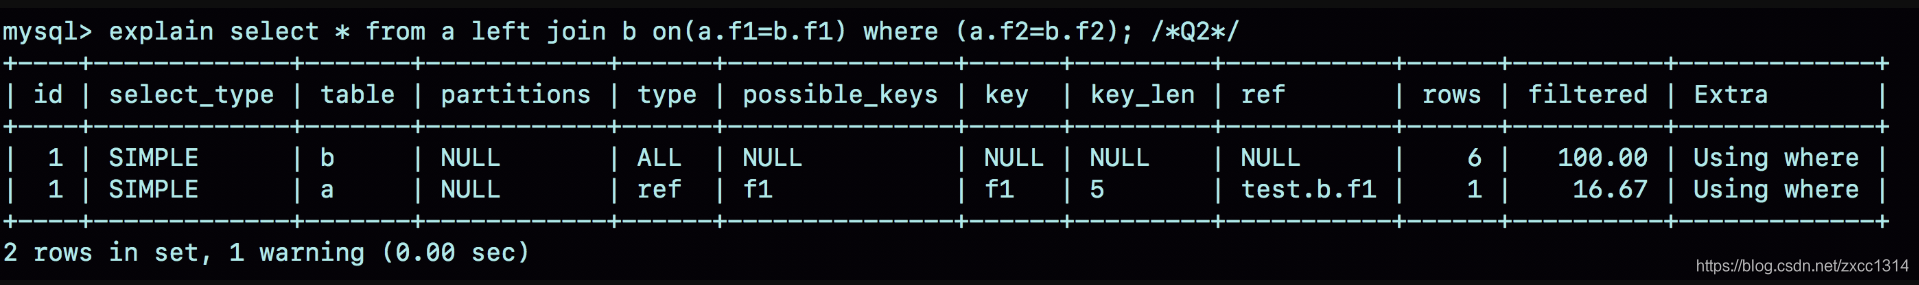 mysql> explain select * from a left join b on(a.f1=b.f1) where (a.f2=b.f2); /*Q2*/
+----+-------------+-------+------------+------+---------------+------+---------+-----------+------+----------+-------------+
| id | select_type | table | partitions | type | possible_keys | key  | key_len | ref       | rows | filtered | Extra       |
+----+-------------+-------+------------+------+---------------+------+---------+-----------+------+----------+-------------+
|  1 | SIMPLE      | b     | NULL       | ALL  | NULL          | NULL | NULL    | NULL      |    6 |   100.00 | Using where |
|  1 | SIMPLE      | a     | NULL       | ref  | f1            | f1   | 5       | test.b.f1 |    1 |    16.67 | Using where |
+----+-------------+-------+------------+------+---------------+------+---------+-----------+------+----------+-------------+
2 rows in set, 1 warning (0.00 sec)
https://blog.csdn.net/zxcc1314